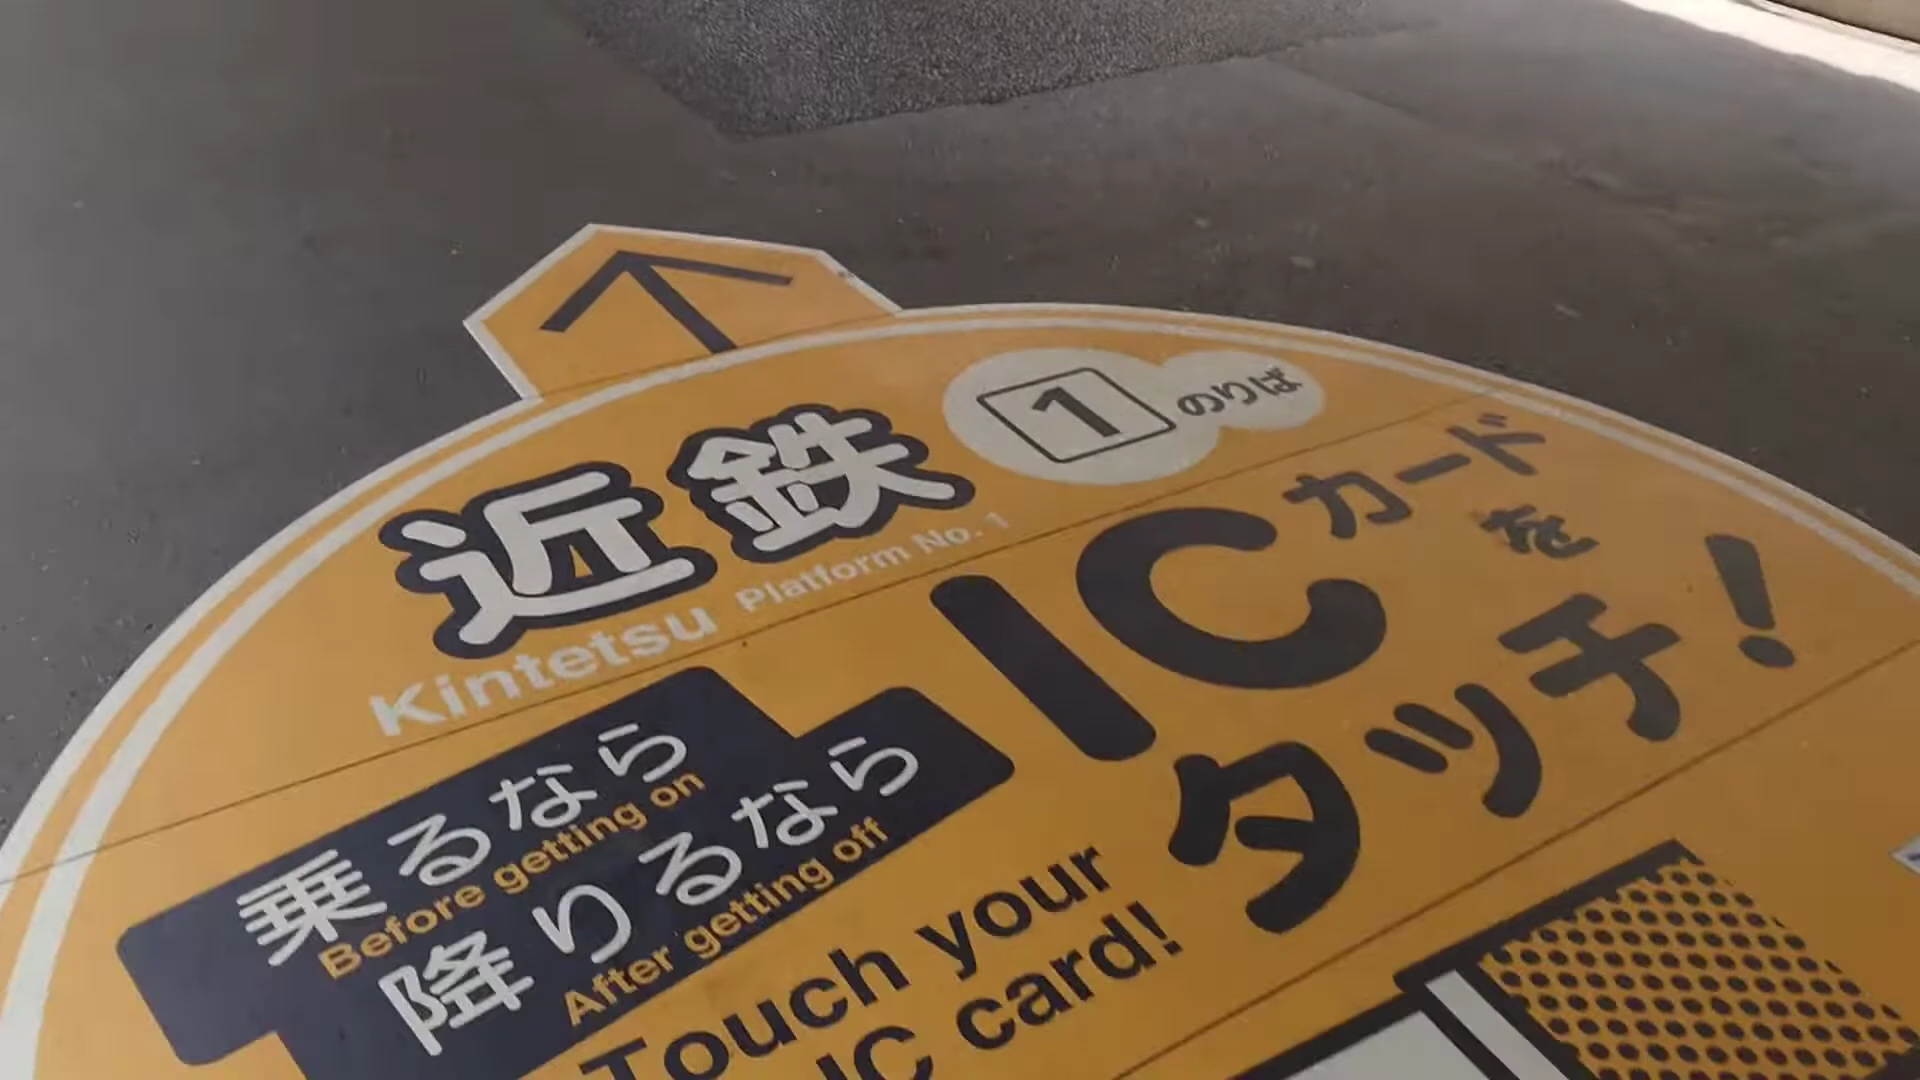 近鉄 1 のりば
Kintetsu Platform No. 1
乗るなら
Before getting on
降りるなら
After getting off
ICカードを
タッチ!
Touch your
IC card!